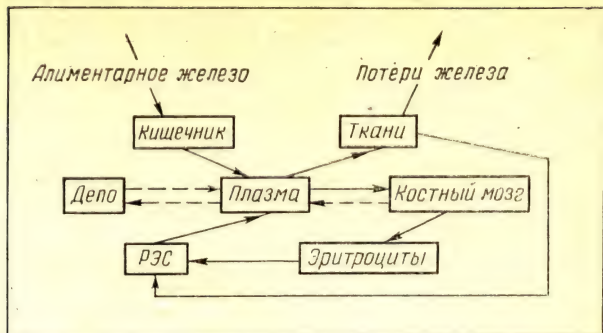 Алиментарное железо
Потери железа
Кишечник
Ткани
Депо
Плазма
Костный мозг
РЭС
Эритроциты